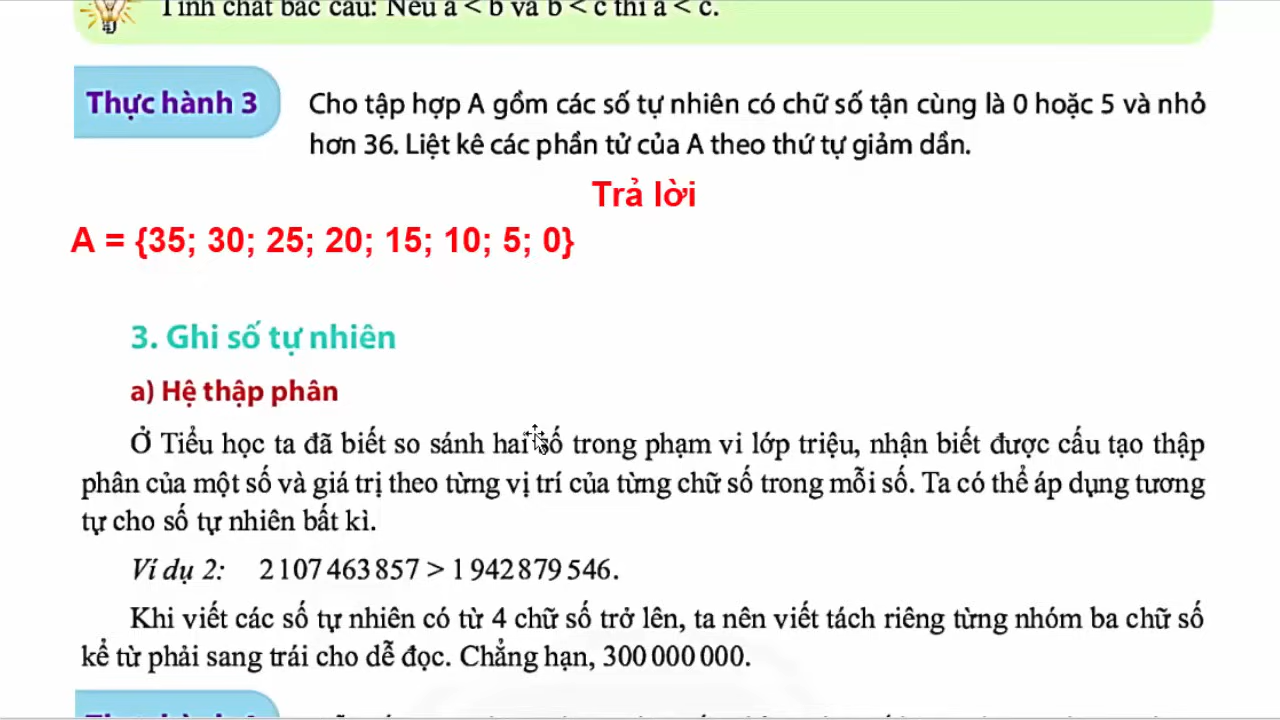 Tính chất bắc cầu: Nếu a < b và b < c thì a < c.
Thực hành 3
Cho tập hợp A gồm các số tự nhiên có chữ số tận cùng là 0 hoặc 5 và nhỏ
hơn 36. Liệt kê các phần tử của A theo thứ tự giảm dần.
Trả lời
A = {35; 30; 25; 20; 15; 10; 5; 0}
3. Ghi số tự nhiên
a) Hệ thập phân
Ở Tiểu học ta đã biết so sánh hai số trong phạm vi lớp triệu, nhận biết được cấu tạo thập
phân của một số và giá trị theo từng vị trí của từng chữ số trong mỗi số. Ta có thể áp dụng tương
tự cho số tự nhiên bất kì.
Ví dụ 2: 2 107 463 857 > 1 942 879 546.
Khi viết các số tự nhiên có từ 4 chữ số trở lên, ta nên viết tách riêng từng nhóm ba chữ số
kể từ phải sang trái cho dễ đọc. Chẳng hạn, 300 000 000.